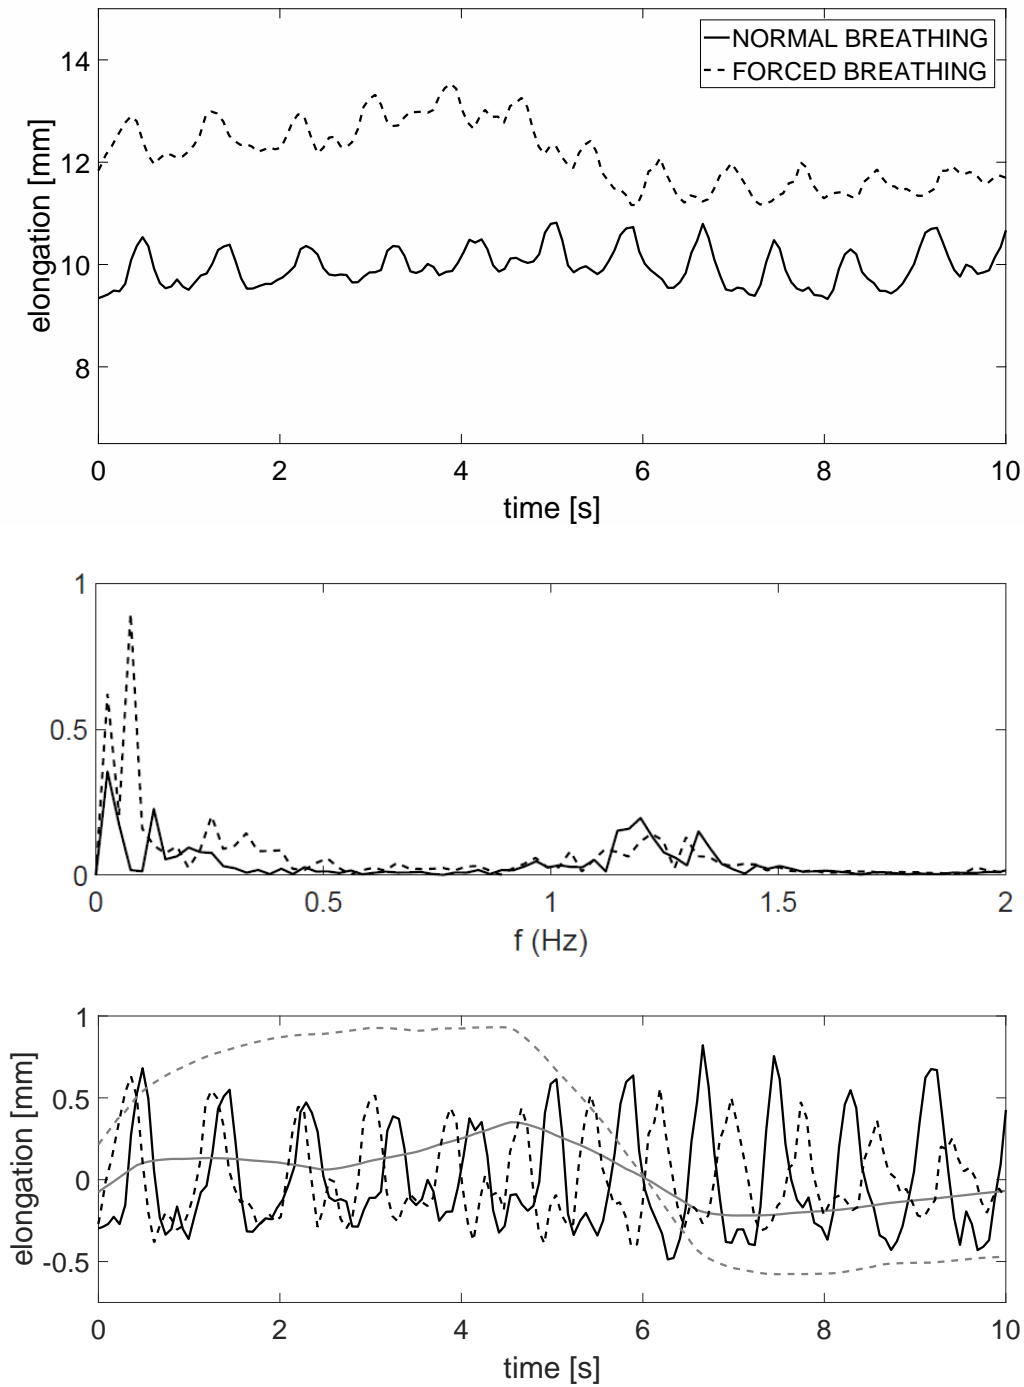 NORMAL BREATHING
FORCED BREATHING
14
12
10
8
elongation [mm]
0 2 4 6 8 10
time [s]
1
0.5
0
0 0.5 1 1.5 2
f (Hz)
1
0.5
0
-0.5
elongation [mm]
0 2 4 6 8 10
time [s]